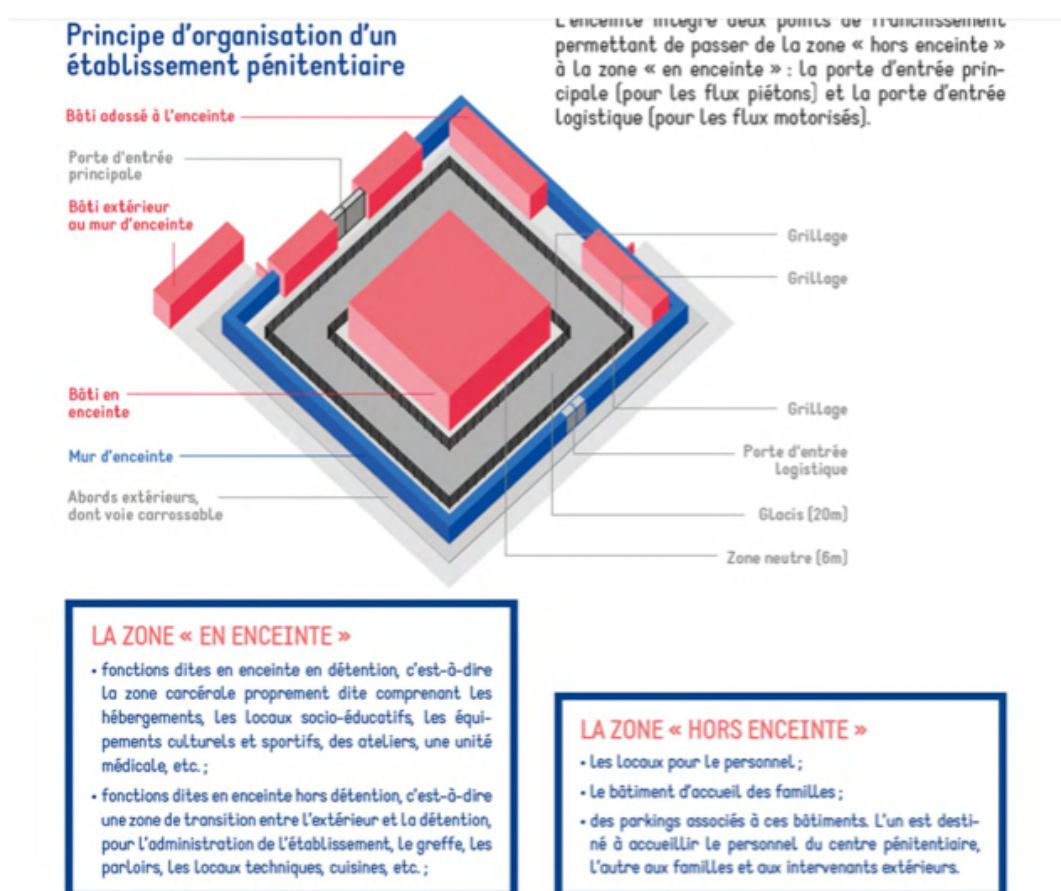 Principe d'organisation d'un
établissement pénitentiaire
L'enceinte intègre deux points de franchissement
permettant de passer de la zone « hors enceinte »
à la zone « en enceinte » : la porte d'entrée prin-
cipale (pour les flux piétons) et la porte d'entrée
logistique (pour les flux motorisés).
Bâti adossé à l'enceinte
Porte d'entrée
principale
Bâti extérieur
au mur d'enceinte
Grillage
Grillage
Bâti en
enceinte
Grillage
Mur d'enceinte
Porte d'entrée
logistique
Abords extérieurs,
dont voie carrossable
Glacis (20m)
Zone neutre (6m)
LA ZONE « EN ENCEINTE »
• fonctions dites en enceinte en détention, c'est-à-dire
la zone carcérale proprement dite comprenant les
hébergements, les locaux socio-éducatifs, les équi-
pements culturels et sportifs, des ateliers, une unité
médicale, etc. ;
• fonctions dites en enceinte hors détention, c'est-à-dire
une zone de transition entre l'extérieur et la détention,
pour l'administration de l'établissement, le greffe, les
parloirs, les locaux techniques, cuisines, etc. ;
LA ZONE « HORS ENCEINTE »
• Les locaux pour le personnel ;
• Le bâtiment d'accueil des familles ;
• des parkings associés à ces bâtiments. L'un est desti-
né à accueillir le personnel du centre pénitentiaire,
l'autre aux familles et aux intervenants extérieurs.